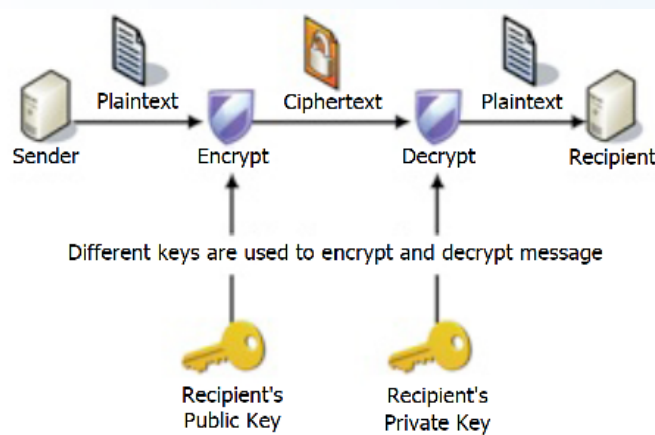 Plaintext
Ciphertext
Plaintext
Sender
Encrypt
Decrypt
Recipient
Different keys are used to encrypt and decrypt message
Recipient's
Public Key
Recipient's
Private Key